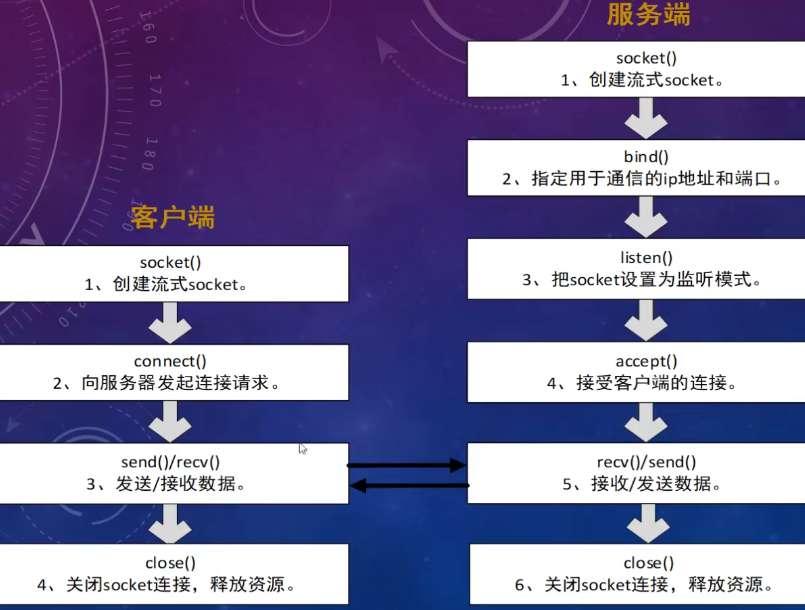 服务端
socket()
1、创建流式socket。
bind()
2、指定用于通信的ip地址和端口。
listen()
3、把socket设置为监听模式。
accept()
4、接受客户端的连接。
recv()/send()
5、接收/发送数据。
close()
6、关闭socket连接，释放资源。
客户端
socket()
1、创建流式socket。
connect()
2、向服务器发起连接请求。
send()/recv()
3、发送/接收数据。
close()
4、关闭socket连接，释放资源。
160
170
180
190
210